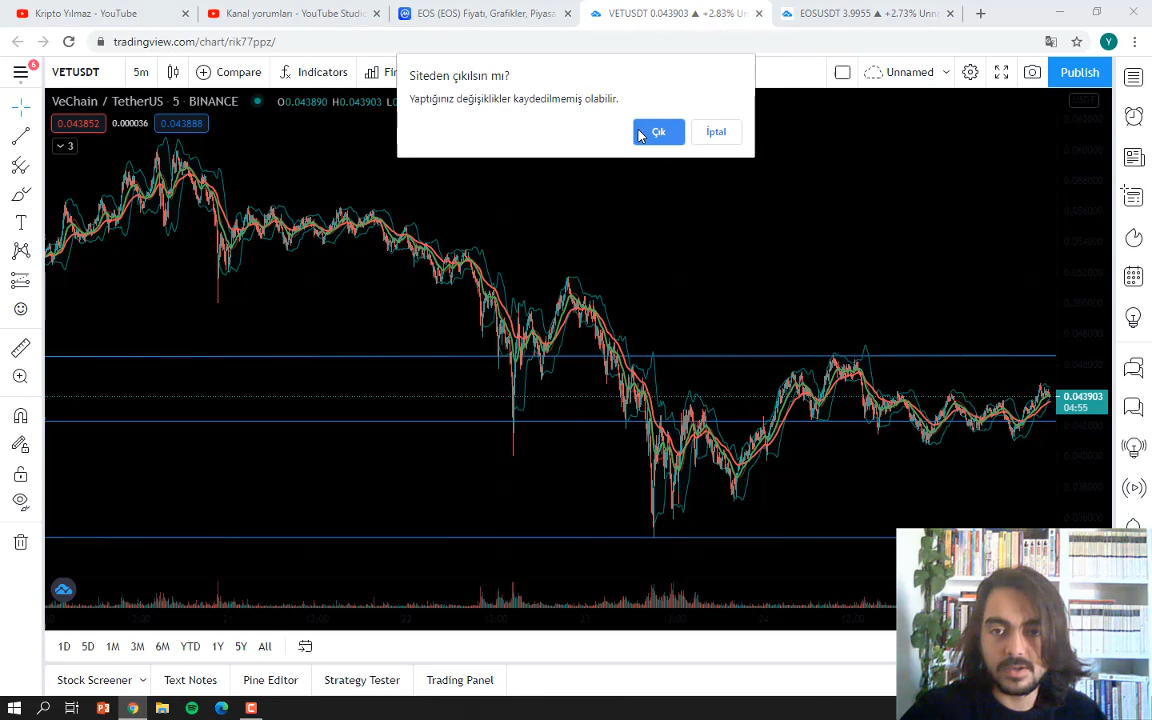 Kripto Yılmaz - YouTube
Kanal yorumları - YouTube Studio
EOS (EOS) Fiyatı, Grafikler, Piyasa
VETUSDT 0.043903 ▲ +2.83% Unn
EOSUSDT 3.9955 ▲ +2.73% Unna
tradingview.com/chart/rik77ppz/
Y
6
VETUSDT
5m
Compare
Indicators
Fin
Unnamed
Publish
Siteden çıkılsın mı?
Yaptığınız değişiklikler kaydedilmemiş olabilir.
Çık
İptal
VeChain / TetherUS · 5 · BINANCE
O0.043890 H0.043903 L0
0.043852
0.000036
0.043888
3
0.043903
04:55
1D
5D
1M
3M
6M
YTD
1Y
5Y
All
Stock Screener
Text Notes
Pine Editor
Strategy Tester
Trading Panel